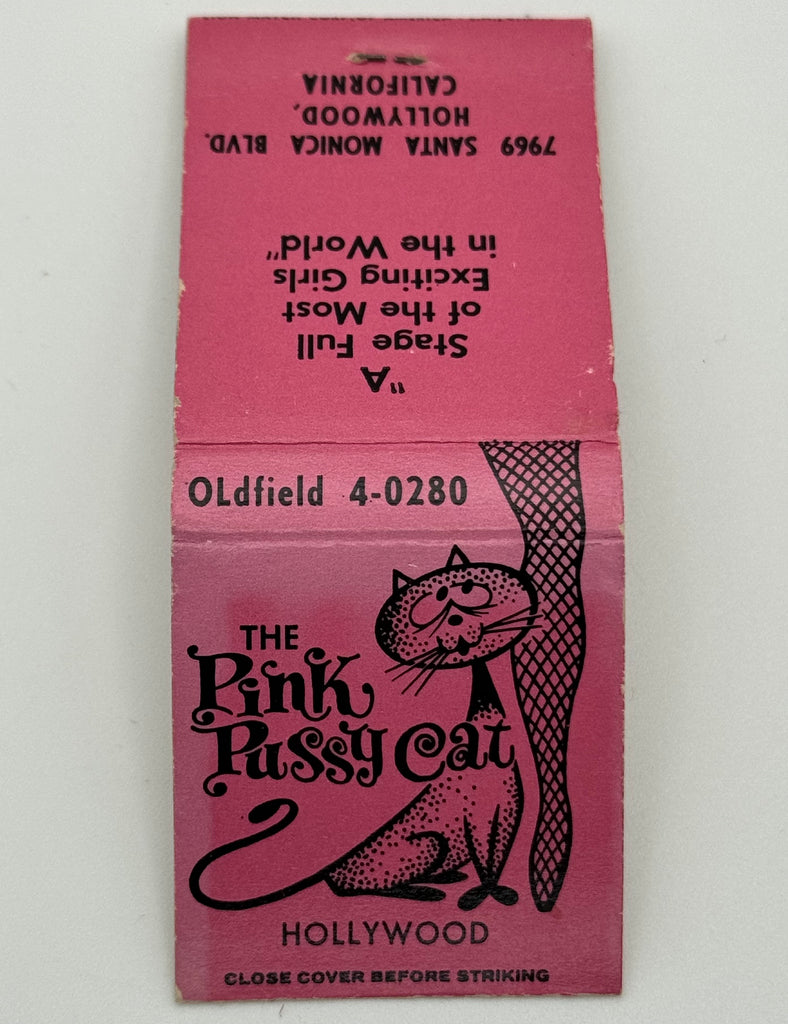 7969 SANTA MONICA BLVD.
HOLLYWOOD,
CALIFORNIA
"A
Stage Full
of the Most
Exciting Girls
in the World"
OLdfield 4-0280
THE
Pink
Pussy Cat
HOLLYWOOD
CLOSE COVER BEFORE STRIKING